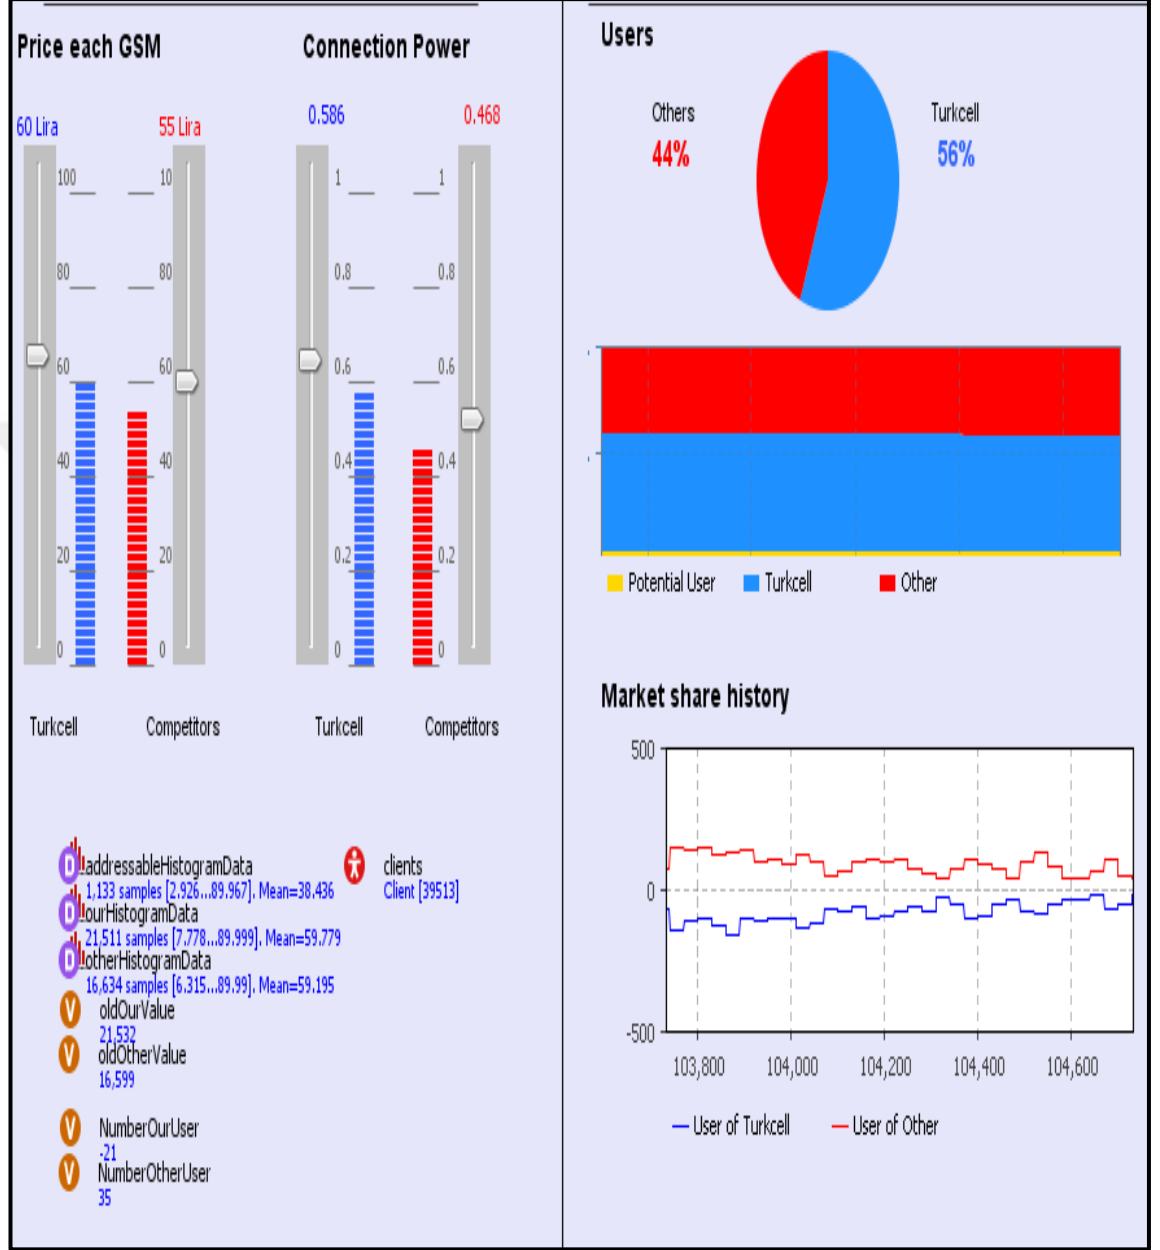 Price each GSM
Connection Power
60 Lira
55 Lira
0.586
0.468
100
80
60
40
20
0
10
80
60
40
20
0
1
0.8
0.6
0.4
0.2
0
1
0.8
0.6
0.4
0.2
0
Turkcell
Competitors
Turkcell
Competitors
addressableHistogramData
1,133 samples [2.926...89.967]. Mean=38.436
ourHistogramData
21,511 samples [7.778...89.999]. Mean=59.779
otherHistogramData
16,634 samples [6.315...89.99]. Mean=59.195
oldOurValue
21,532
oldOtherValue
16,599
NumberOurUser
-21
NumberOtherUser
35
clients
Client [39513]
D
D
D
V
V
V
V
Users
Others
44%
Turkcell
56%
Potential User
Turkcell
Other
Market share history
500
0
-500
103,800
104,000
104,200
104,400
104,600
User of Turkcell
User of Other